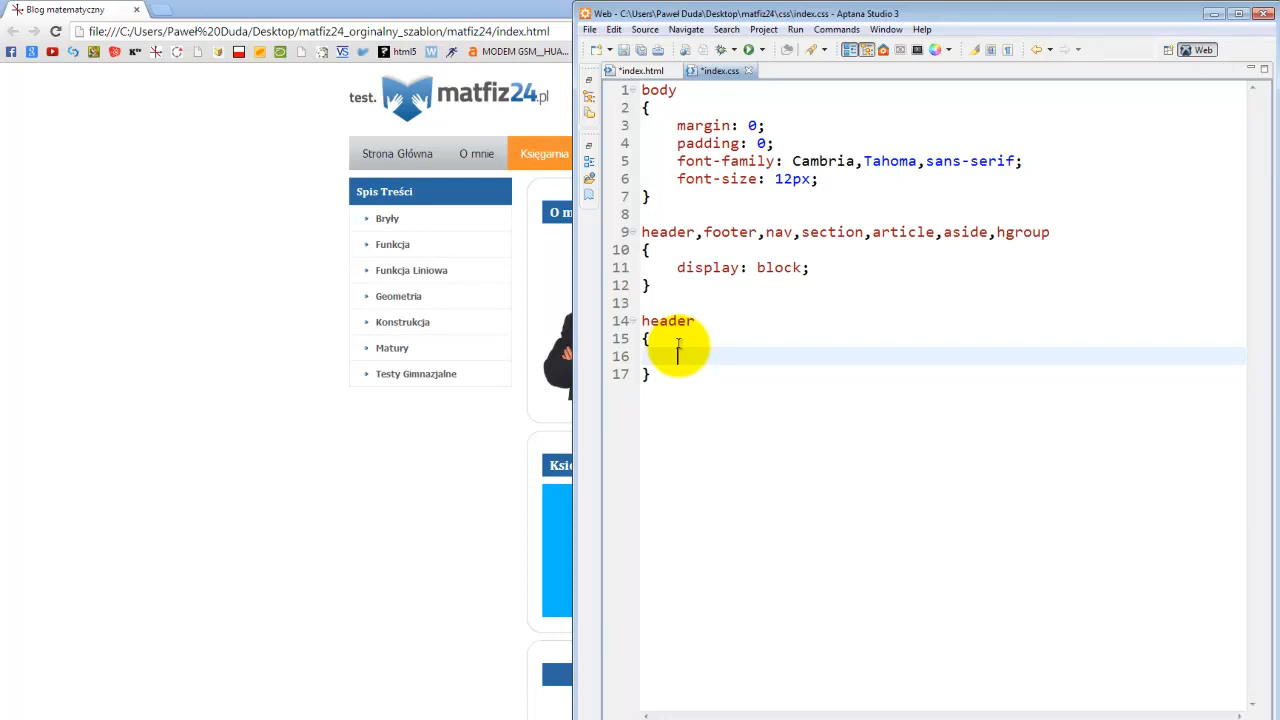 Blog matematyczny
file:///C:/Users/Paweł%20Duda/Desktop/matfiz24_orginalny_szablon/matfiz24/index.html
html5
MODEM GSM_HUA...
test. matfiz24.pl
Strona Główna O mnie Księgarnia
Spis Treści
Bryły
Funkcja
Funkcja Liniowa
Geometria
Konstrukcja
Matury
Testy Gimnazjalne
O m
Księ
Web - C:\Users\Paweł Duda\Desktop\matfiz24\css\index.css - Aptana Studio 3
File Edit Source Navigate Search Project Run Commands Window Help
Web
*index.html *index.css
1 body
2 {
3 margin: 0;
4 padding: 0;
5 font-family: Cambria,Tahoma,sans-serif;
6 font-size: 12px;
7 }
8
9 header,footer,nav,section,article,aside,hgroup
10 {
11 display: block;
12 }
13
14 header
15 {
16
17 }